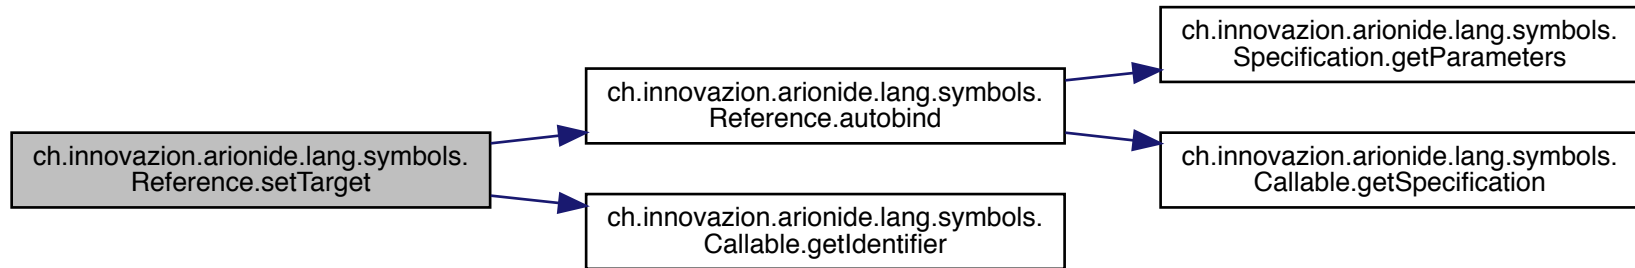 ch.innovazion.arionide.lang.symbols.
Reference.setTarget
ch.innovazion.arionide.lang.symbols.
Reference.autobind
ch.innovazion.arionide.lang.symbols.
Callable.getIdentifier
ch.innovazion.arionide.lang.symbols.
Specification.getParameters
ch.innovazion.arionide.lang.symbols.
Callable.getSpecification